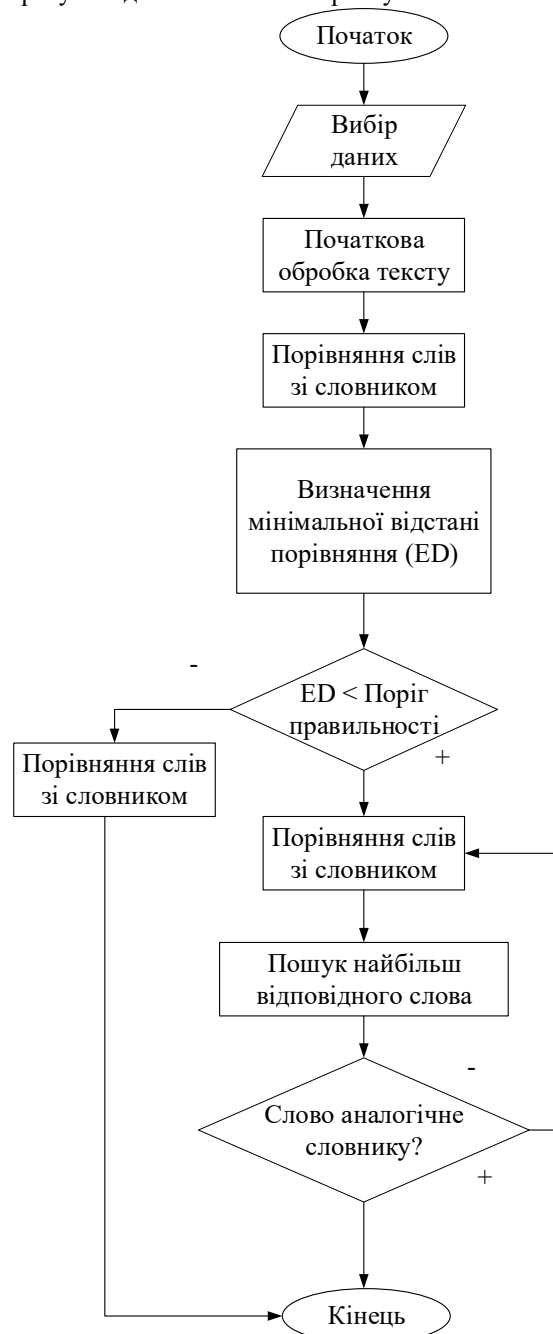 Початок
Вибір
даних
Початкова
обробка тексту
Порівняння слів
зі словником
Визначення
мінімальної відстані
порівняння (ED)
-
ED < Поріг
правильності
+
Порівняння слів
зі словником
Порівняння слів
зі словником
Пошук найбільш
відповідного слова
-
Слово аналогічне
словнику?
+
Кінець